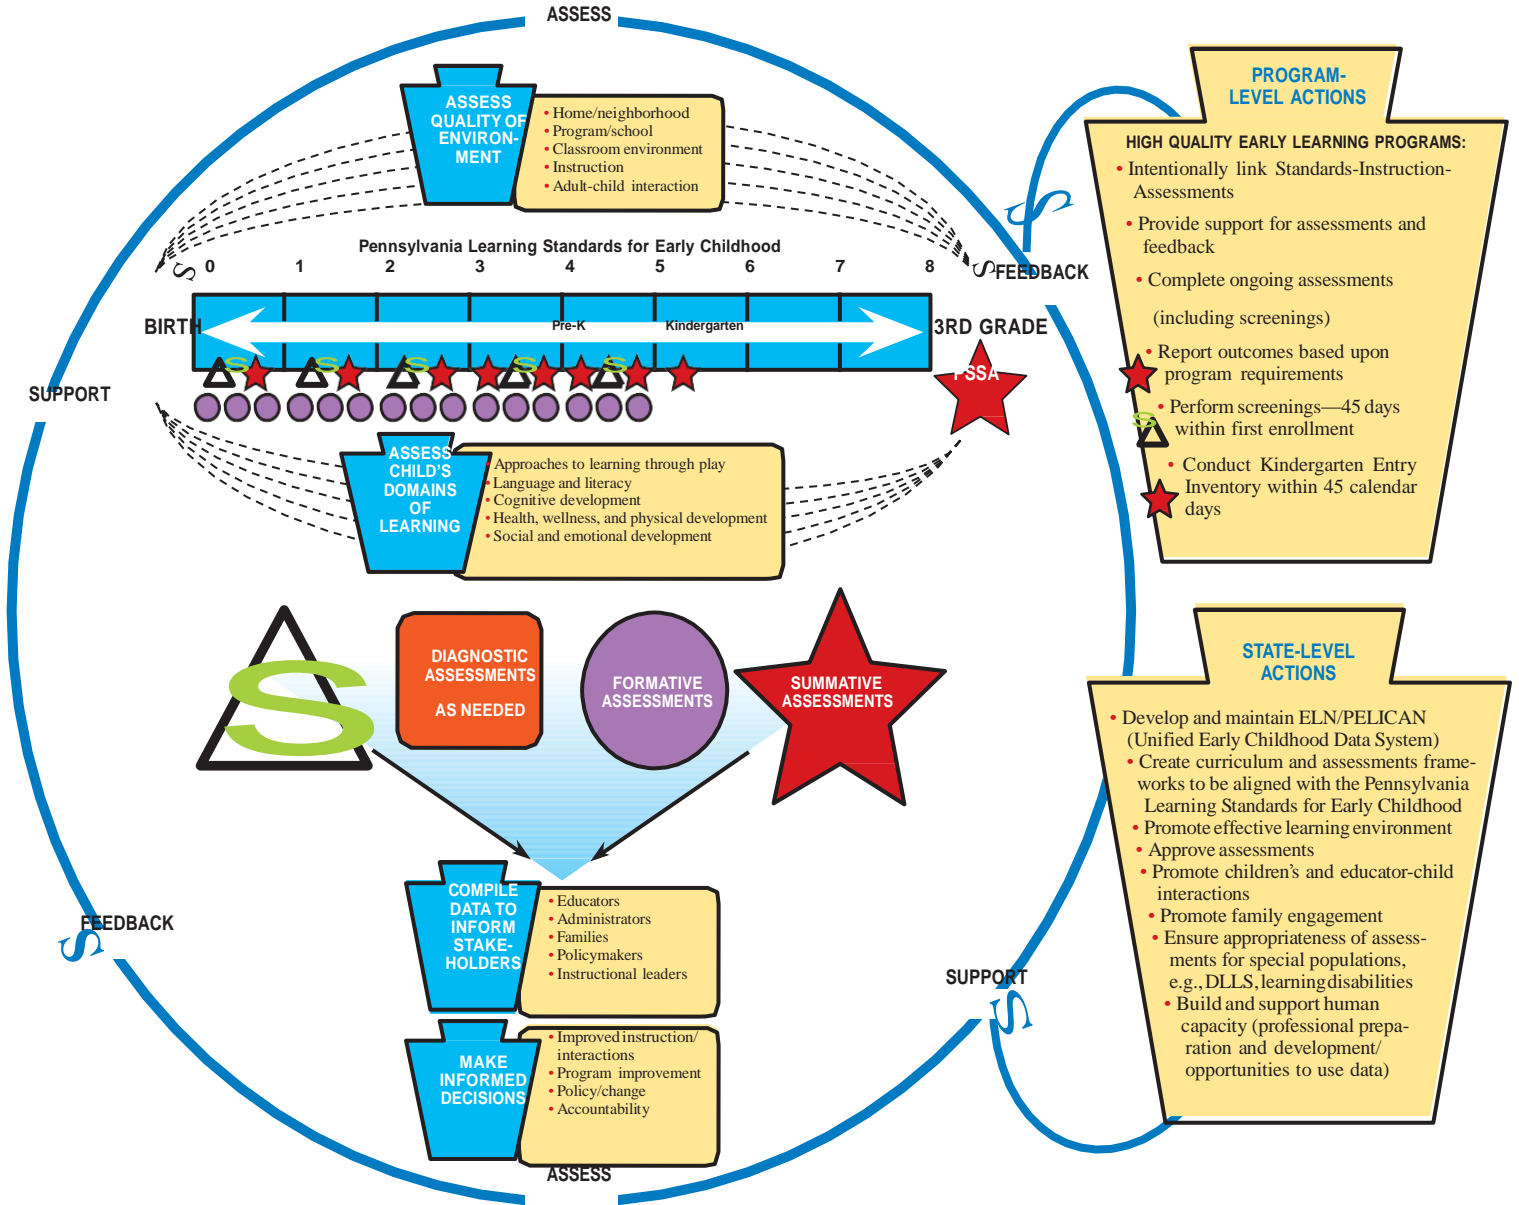 ASSESS
ASSESS
QUALITY OF
ENVIRON-
MENT
• Home/neighborhood
• Program/school
• Classroom environment
• Instruction
• Adult-child interaction
Pennsylvania Learning Standards for Early Childhood
S 0 1 2 3 4 5 6 7 8 S
FEEDBACK
BIRTH
Pre-K
Kindergarten
3RD GRADE
S S S S S
PSSA
SUPPORT
ASSESS
CHILD'S
DOMAINS
OF
LEARNING
• Approaches to learning through play
• Language and literacy
• Cognitive development
• Health, wellness, and physical development
• Social and emotional development
S
DIAGNOSTIC
ASSESSMENTS
AS NEEDED
FORMATIVE
ASSESSMENTS
SUMMATIVE
ASSESSMENTS
COMPILE
DATA TO
INFORM
STAKE-
HOLDERS
• Educators
• Administrators
• Families
• Policymakers
• Instructional leaders
FEEDBACK
S
MAKE
INFORMED
DECISIONS
• Improved instruction/
interactions
• Program improvement
• Policy/change
• Accountability
SUPPORT
S
ASSESS
S
PROGRAM-
LEVEL ACTIONS
HIGH QUALITY EARLY LEARNING PROGRAMS:
• Intentionally link Standards-Instruction-
Assessments
• Provide support for assessments and
feedback
• Complete ongoing assessments
(including screenings)
• Report outcomes based upon
program requirements
• Perform screenings—45 days
within first enrollment
S
• Conduct Kindergarten Entry
Inventory within 45 calendar
days
STATE-LEVEL
ACTIONS
• Develop and maintain ELN/PELICAN
(Unified Early Childhood Data System)
• Create curriculum and assessments frame-
works to be aligned with the Pennsylvania
Learning Standards for Early Childhood
• Promote effective learning environment
• Approve assessments
• Promote children's and educator-child
interactions
• Promote family engagement
• Ensure appropriateness of assess-
ments for special populations,
e.g., DLLS, learning disabilities
• Build and support human
capacity (professional prepa-
ration and development/
opportunities to use data)